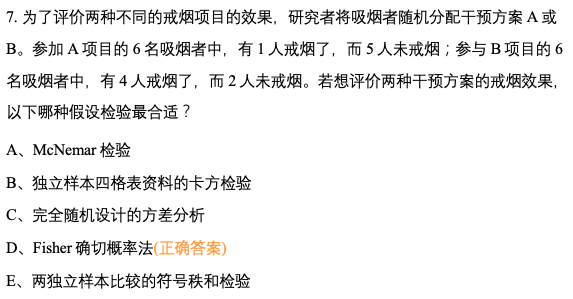 7. 为了评价两种不同的戒烟项目的效果，研究者将吸烟者随机分配干预方案 A 或
B。参加 A 项目的 6 名吸烟者中，有 1 人戒烟了，而 5 人未戒烟；参与 B 项目的 6
名吸烟者中，有 4 人戒烟了，而 2 人未戒烟。若想评价两种干预方案的戒烟效果，
以下哪种假设检验最合适？
A、McNemar 检验
B、独立样本四格表资料的卡方检验
C、完全随机设计的方差分析
D、Fisher 确切概率法(正确答案)
E、两独立样本比较的符号秩和检验